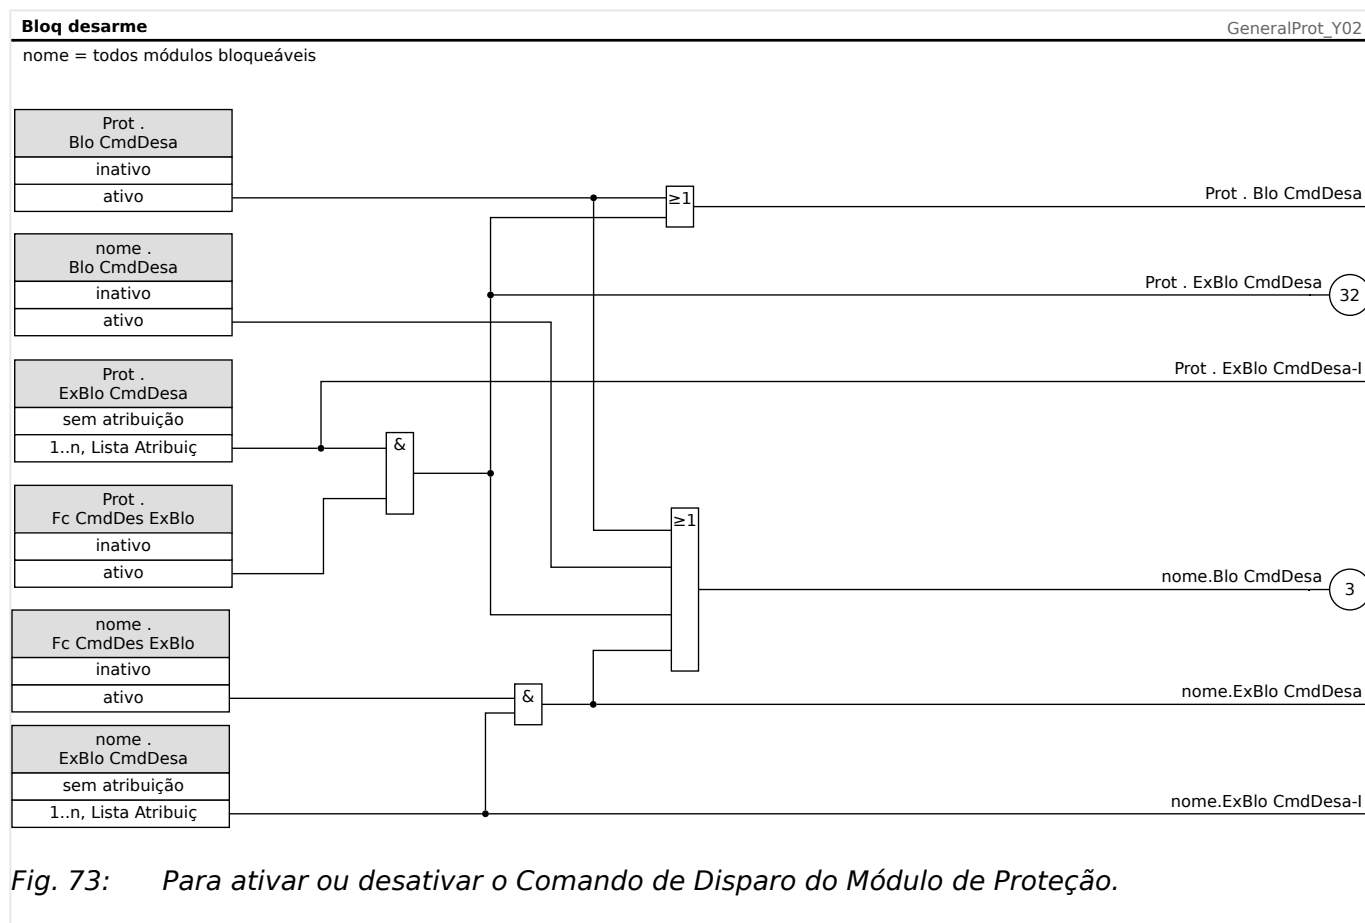 Bloq desarme
GeneralProt_Y02
nome = todos módulos bloqueáveis
Prot .
Blo CmdDesa
inativo
ativo
≥1
Prot . Blo CmdDesa
nome .
Blo CmdDesa
inativo
ativo
Prot . ExBlo CmdDesa
32
Prot .
ExBlo CmdDesa
sem atribuição
1..n, Lista Atribuiç
Prot . ExBlo CmdDesa-I
&
Prot .
Fc CmdDes ExBlo
inativo
ativo
≥1
nome.Blo CmdDesa
3
nome .
Fc CmdDes ExBlo
inativo
ativo
&
nome.ExBlo CmdDesa
nome .
ExBlo CmdDesa
sem atribuição
1..n, Lista Atribuiç
nome.ExBlo CmdDesa-I
Fig. 73: Para ativar ou desativar o Comando de Disparo do Módulo de Proteção.